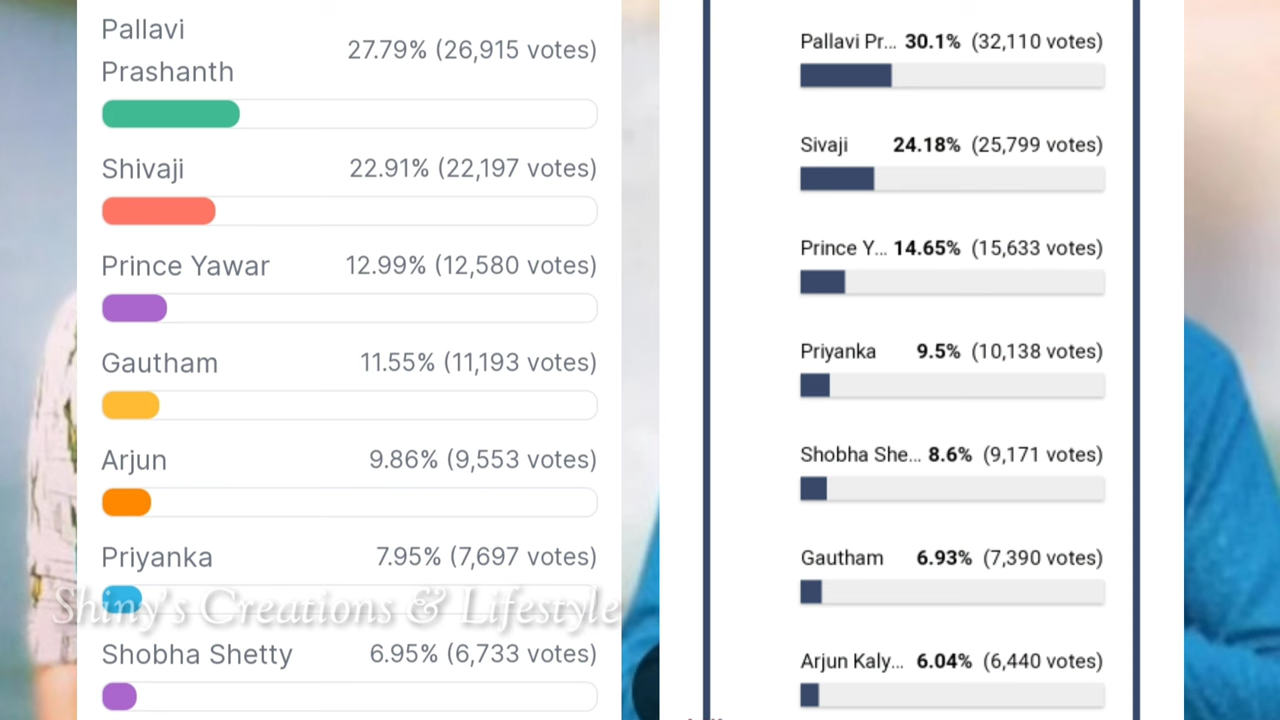 Pallavi
Prashanth
27.79% (26,915 votes)
Shivaji 22.91% (22,197 votes)
Prince Yawar 12.99% (12,580 votes)
Gautham 11.55% (11,193 votes)
Arjun 9.86% (9,553 votes)
Priyanka 7.95% (7,697 votes)
Shiny's Creations & Lifestyle
Shobha Shetty 6.95% (6,733 votes)
Pallavi Pr... 30.1% (32,110 votes)
Sivaji 24.18% (25,799 votes)
Prince Y... 14.65% (15,633 votes)
Priyanka 9.5% (10,138 votes)
Shobha She... 8.6% (9,171 votes)
Gautham 6.93% (7,390 votes)
Arjun Kaly... 6.04% (6,440 votes)